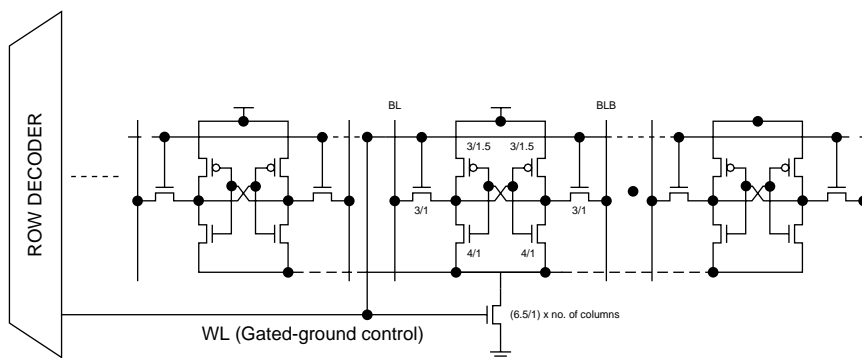 ROW DECODER
BL
BLB
3/1.5
3/1.5
3/1
3/1
4/1
4/1
WL (Gated-ground control)
(6.5/1) x no. of columns